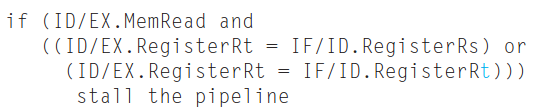 if (ID/EX.MemRead and
((ID/EX.RegisterRt = IF/ID.RegisterRs) or
(ID/EX.RegisterRt = IF/ID.RegisterRt)))
stall the pipeline